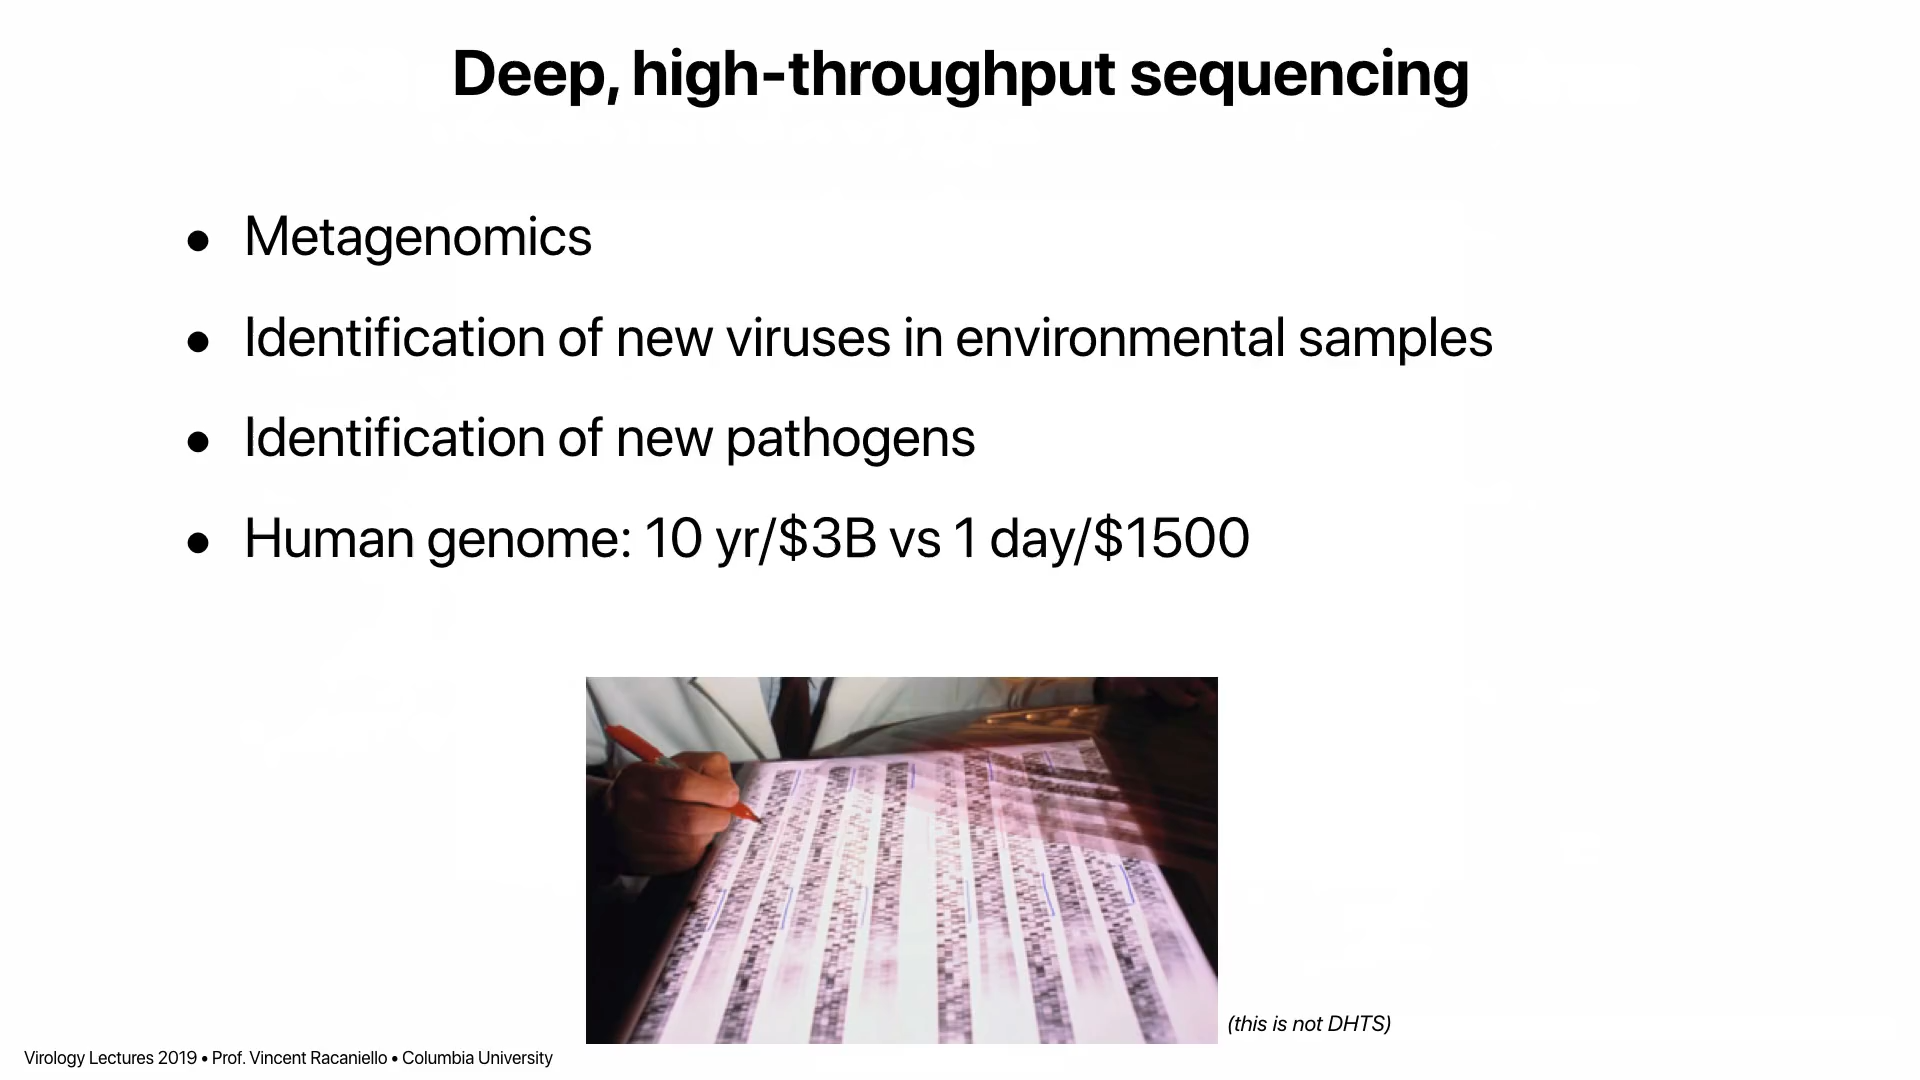 Deep, high-throughput sequencing
• Metagenomics
• Identification of new viruses in environmental samples
• Identification of new pathogens
• Human genome: 10 yr/$3B vs 1 day/$1500
(this is not DHTS)
Virology Lectures 2019 • Prof. Vincent Racaniello • Columbia University